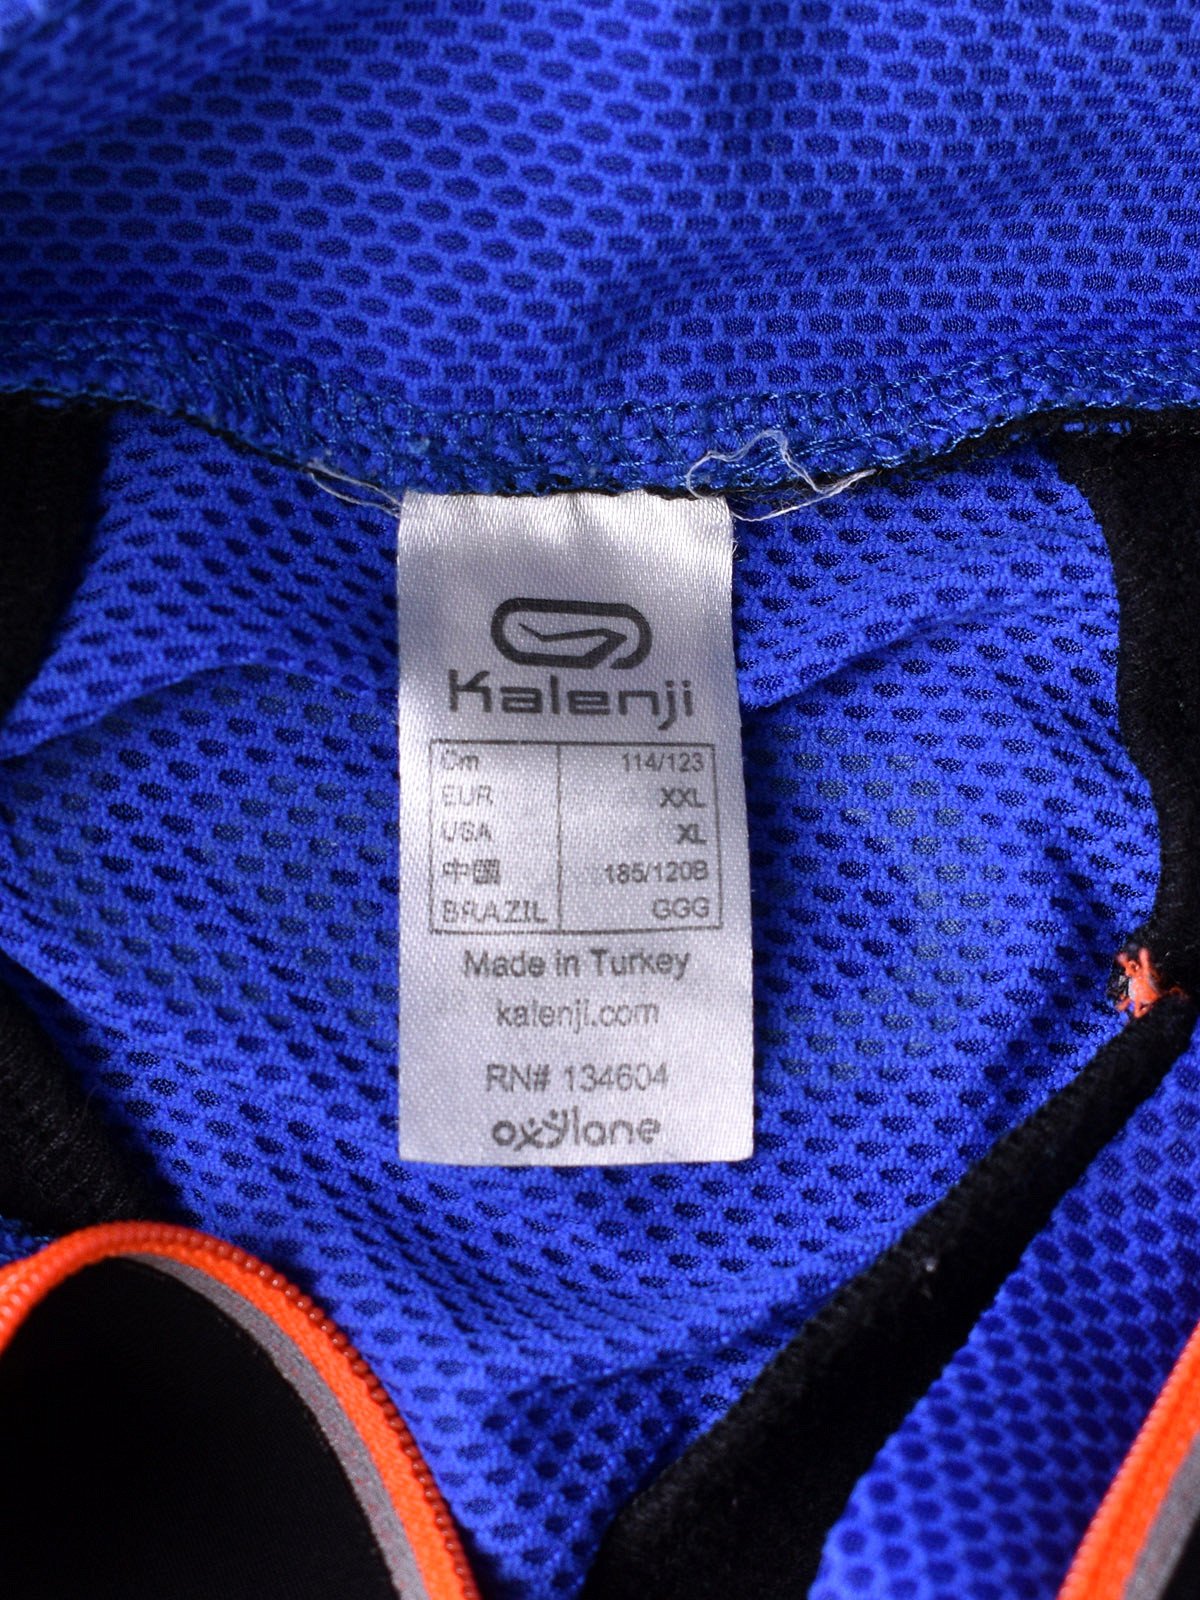 Kalenji
Cm 114/123
EUR XXL
USA XL
中國 185/120B
BRAZIL GGG
Made in Turkey
kalenji.com
RN# 134604
oxylane